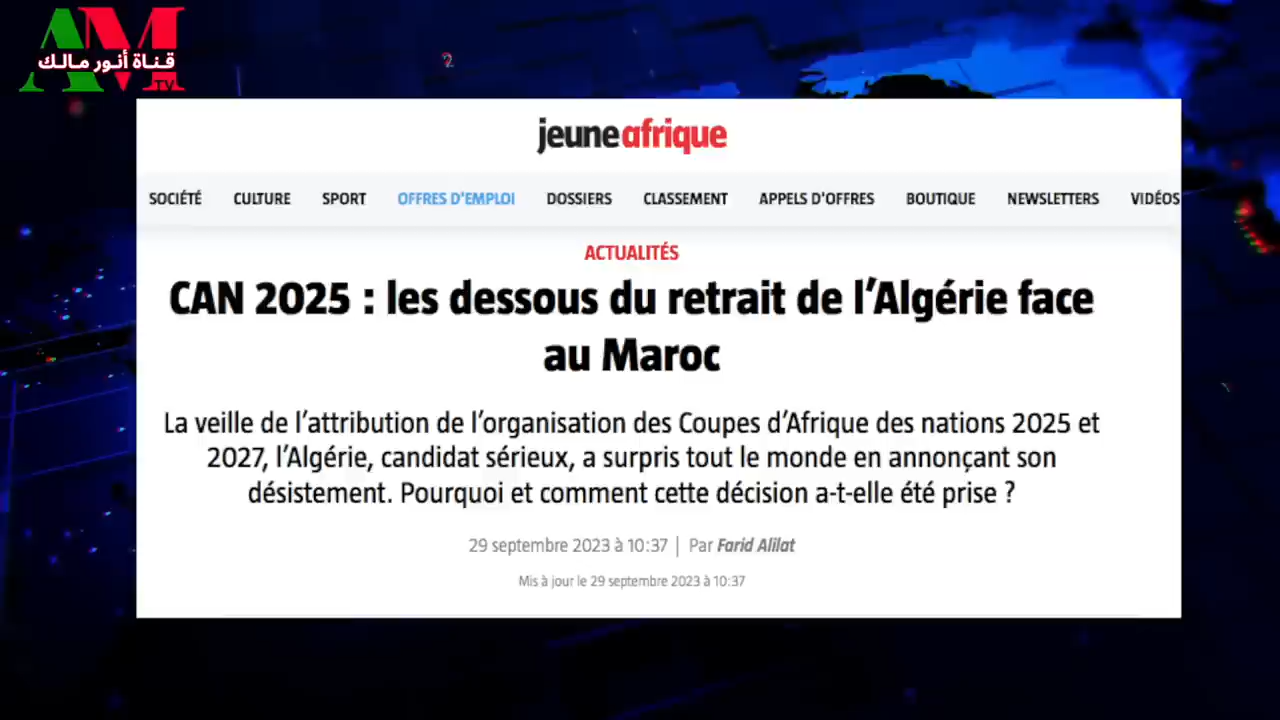 AM
قناة أنور مالك
TV
jeune afrique
SOCIÉTÉ CULTURE SPORT OFFRES D'EMPLOI DOSSIERS CLASSEMENT APPELS D'OFFRES BOUTIQUE NEWSLETTERS VIDÉOS
ACTUALITÉS
CAN 2025 : les dessous du retrait de l'Algérie face
au Maroc
La veille de l'attribution de l'organisation des Coupes d'Afrique des nations 2025 et
2027, l'Algérie, candidat sérieux, a surpris tout le monde en annonçant son
désistement. Pourquoi et comment cette décision a-t-elle été prise ?
29 septembre 2023 à 10:37 | Par Farid Alilat
Mis à jour le 29 septembre 2023 à 10:37